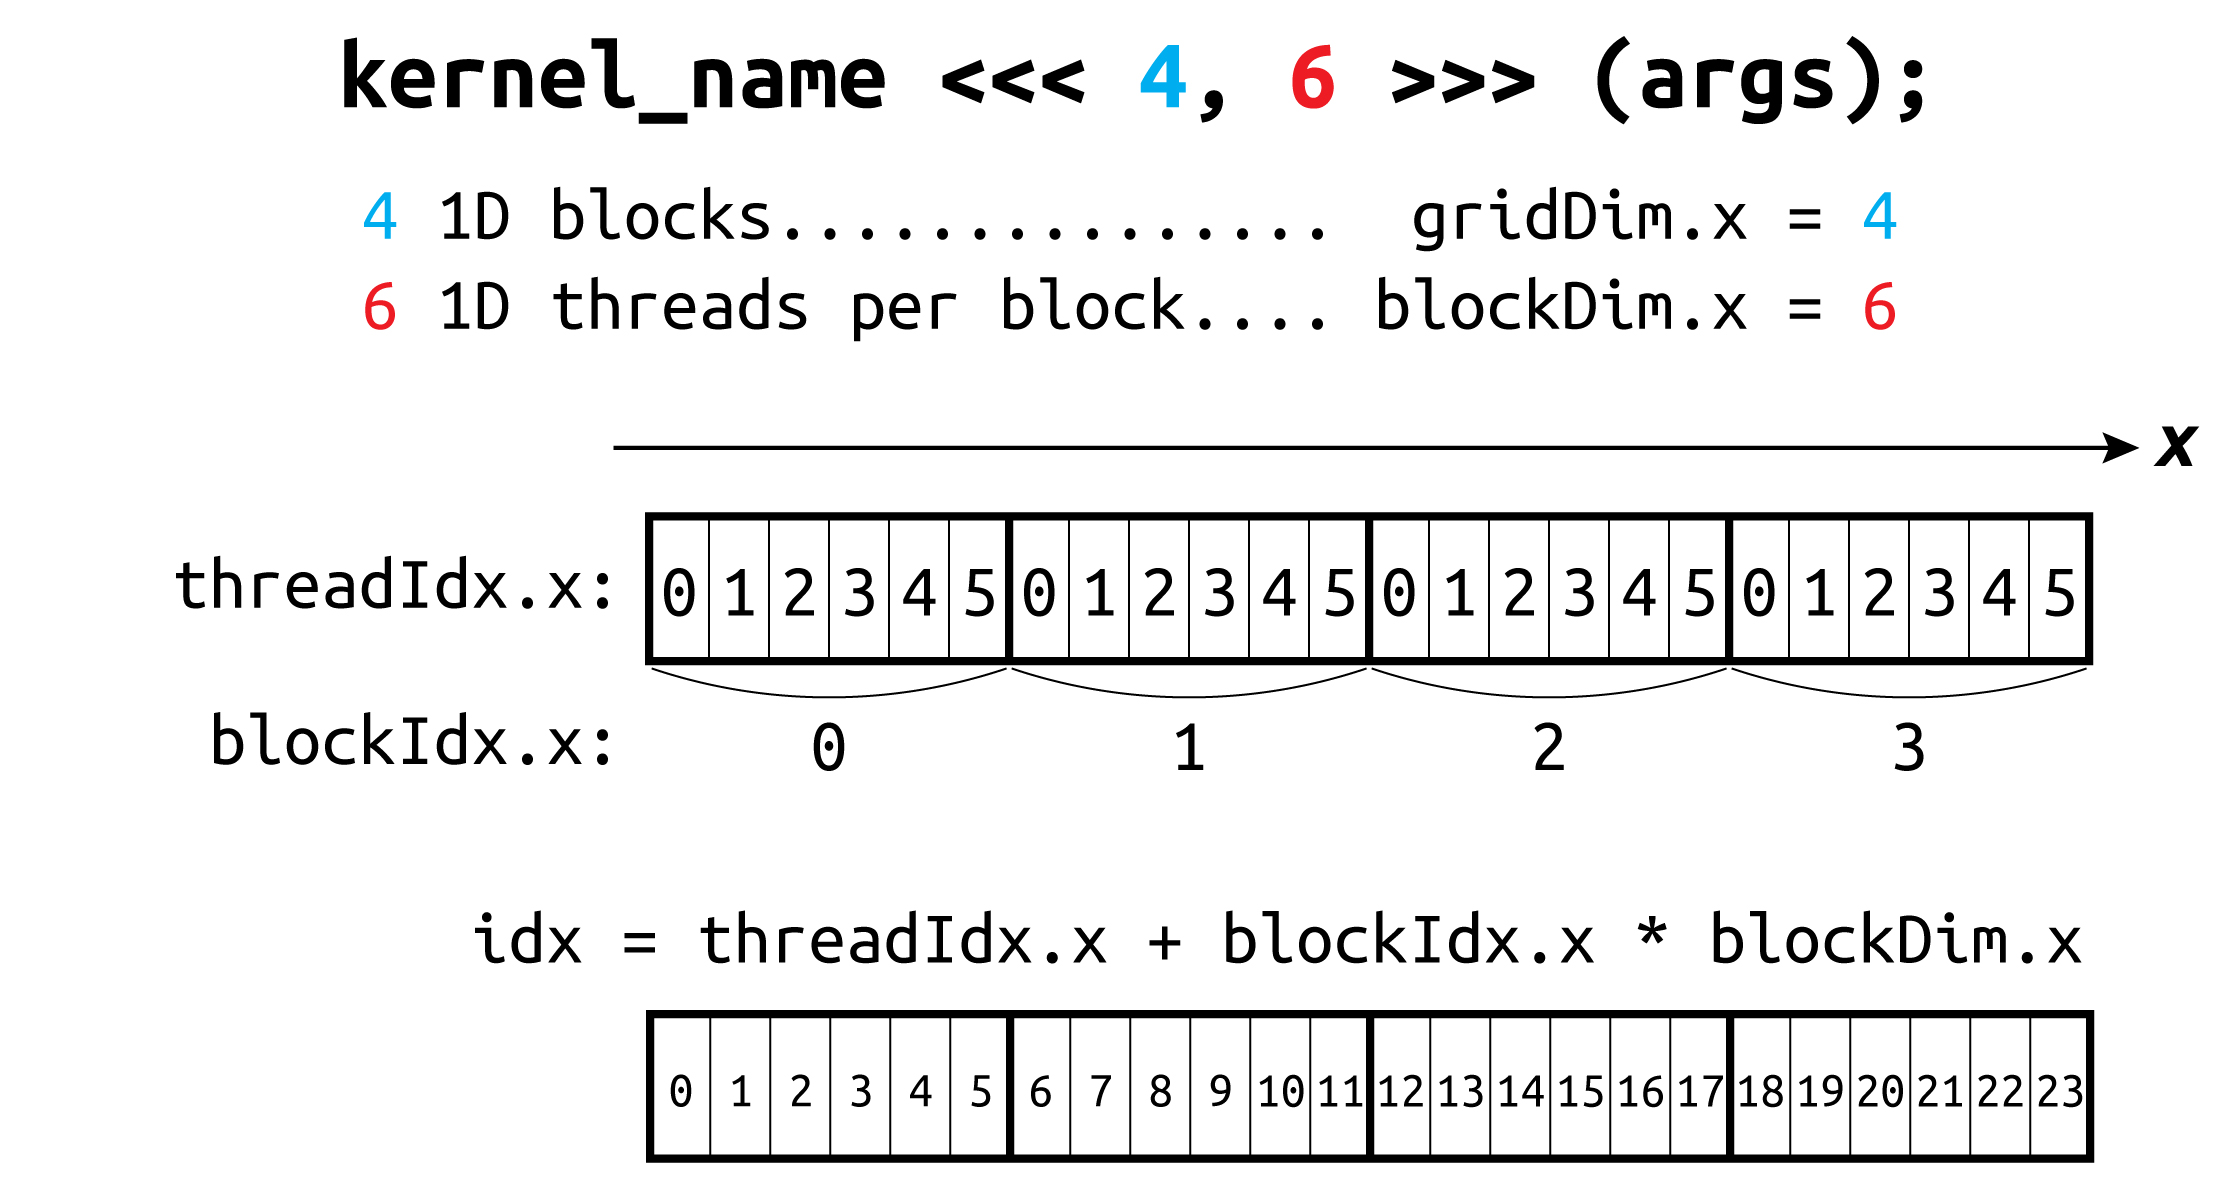 kernel_name <<< 4, 6 >>> (args);
4 1D blocks............... gridDim.x = 4
6 1D threads per block.... blockDim.x = 6
x
threadIdx.x: 0 1 2 3 4 5 0 1 2 3 4 5 0 1 2 3 4 5 0 1 2 3 4 5
blockIdx.x: 0 1 2 3
idx = threadIdx.x + blockIdx.x * blockDim.x
0 1 2 3 4 5 6 7 8 9 10 11 12 13 14 15 16 17 18 19 20 21 22 23